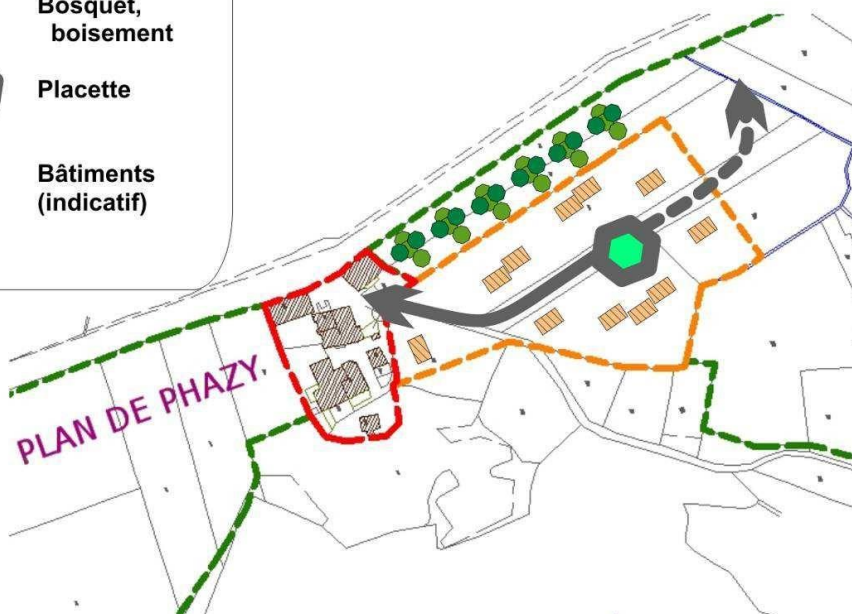 Bosquet,
boisement
Placette
Bâtiments
(indicatif)
PLAN DE PHAZY